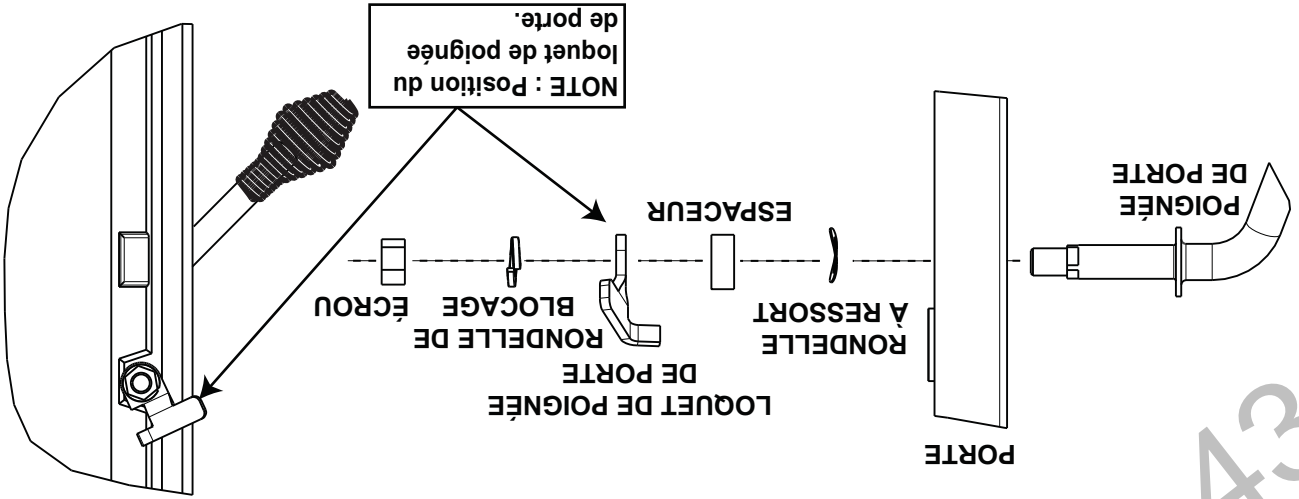 PORTE
LOQUET DE POIGNÉE
DE PORTE
RONDELLE
À RESSORT
RONDELLE DE
BLOCAGE
ÉCROU
ESPACEUR
POIGNÉE
DE PORTE
NOTE : Position du
loquet de poignée
de porte.
43